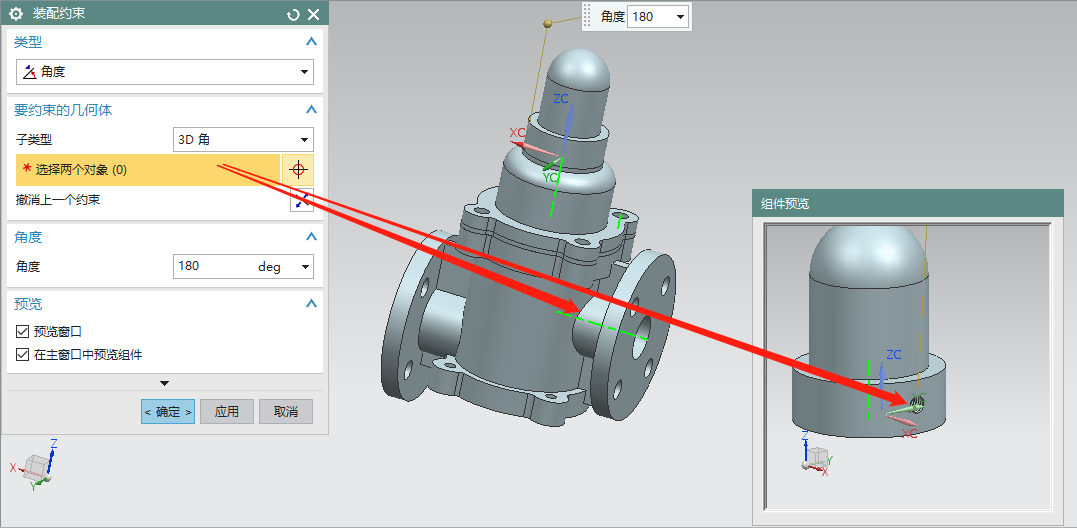 装配约束
类型
角度
要约束的几何体
子类型
3D 角
* 选择两个对象 (0)
撤消上一个约束
角度
角度
180
deg
预览
预览窗口
在主窗口中预览组件
< 确定 >
应用
取消
角度
180
ZC
XC
YC
Z
X
Y
组件预览
ZC
XC
Z
Y
X